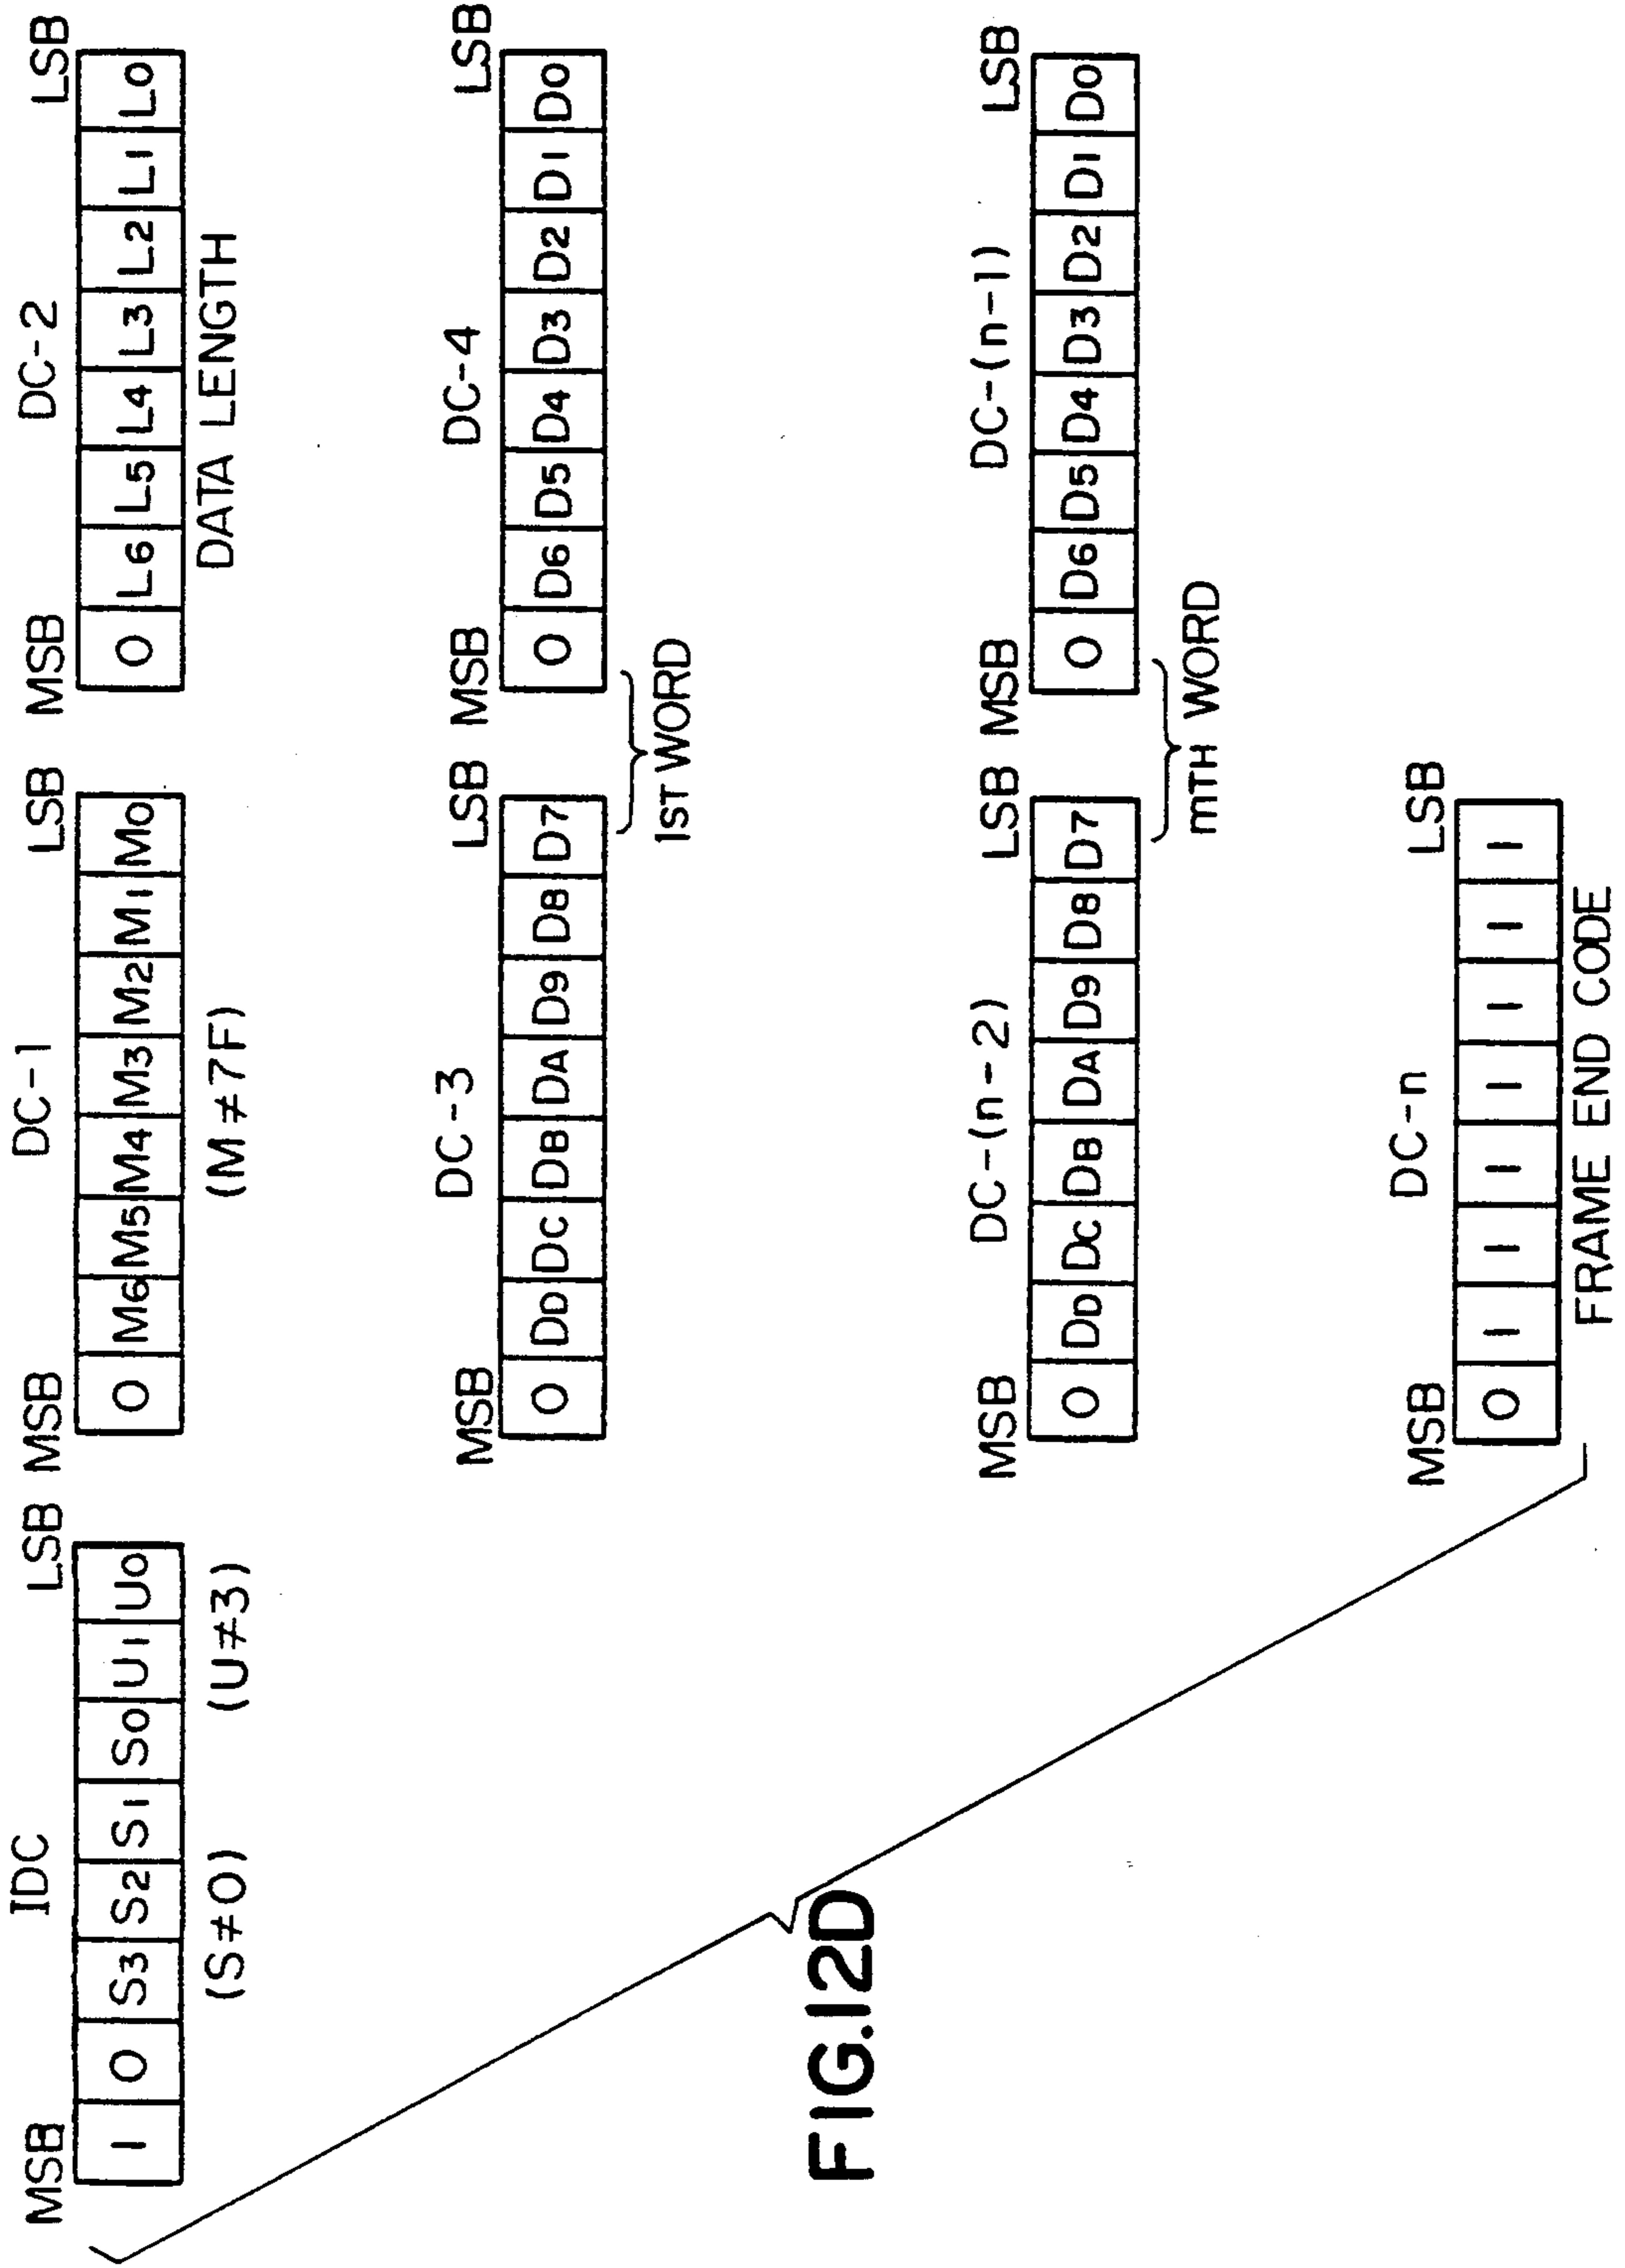 IDC DC-1 DC-2
MSB LSB MSB LSB MSB LSB
1 0 S3 S2 S1 S0 U1 U0 0 M6 M5 M4 M3 M2 M1 M0 0 L6 L5 L4 L3 L2 L1 L0
(S≠0) (U≠3) (M≠7F) DATA LENGTH
DC-3 DC-4
MSB LSB MSB LSB
0 DD DC DB DA D9 D8 D7 0 D6 D5 D4 D3 D2 D1 D0
1ST WORD
FIG.12D
DC-(n-2) DC-(n-1)
MSB LSB MSB LSB
0 DD DC DB DA D9 D8 D7 0 D6 D5 D4 D3 D2 D1 D0
mTH WORD
DC-n
MSB LSB
0 1 1 1 1 1 1 1
FRAME END CODE